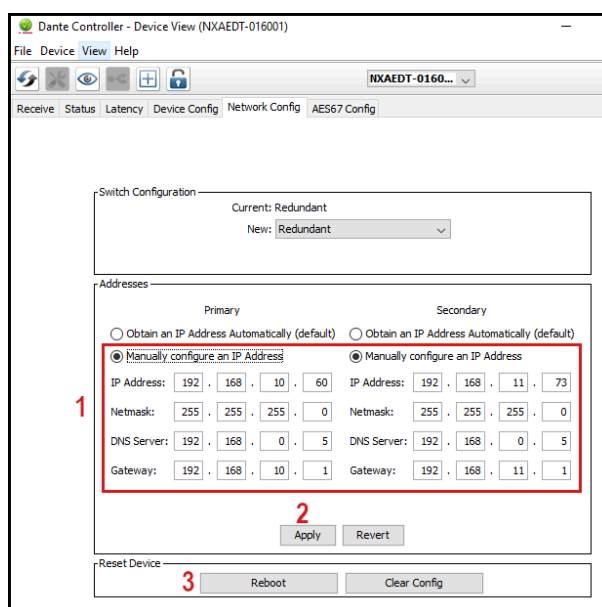 Dante Controller - Device View (NXAEDT-016001)
File Device View Help
NXAEDT-0160...
Receive Status Latency Device Config Network Config AES67 Config
Switch Configuration
Current: Redundant
New: Redundant
Addresses
Primary Secondary
Obtain an IP Address Automatically (default) Obtain an IP Address Automatically (default)
Manually configure an IP Address Manually configure an IP Address
IP Address: 192 . 168 . 10 . 60 IP Address: 192 . 168 . 11 . 73
1
Netmask: 255 . 255 . 255 . 0 Netmask: 255 . 255 . 255 . 0
DNS Server: 192 . 168 . 0 . 5 DNS Server: 192 . 168 . 0 . 5
Gateway: 192 . 168 . 10 . 1 Gateway: 192 . 168 . 11 . 1
2
Apply Revert
Reset Device
3 Reboot Clear Config